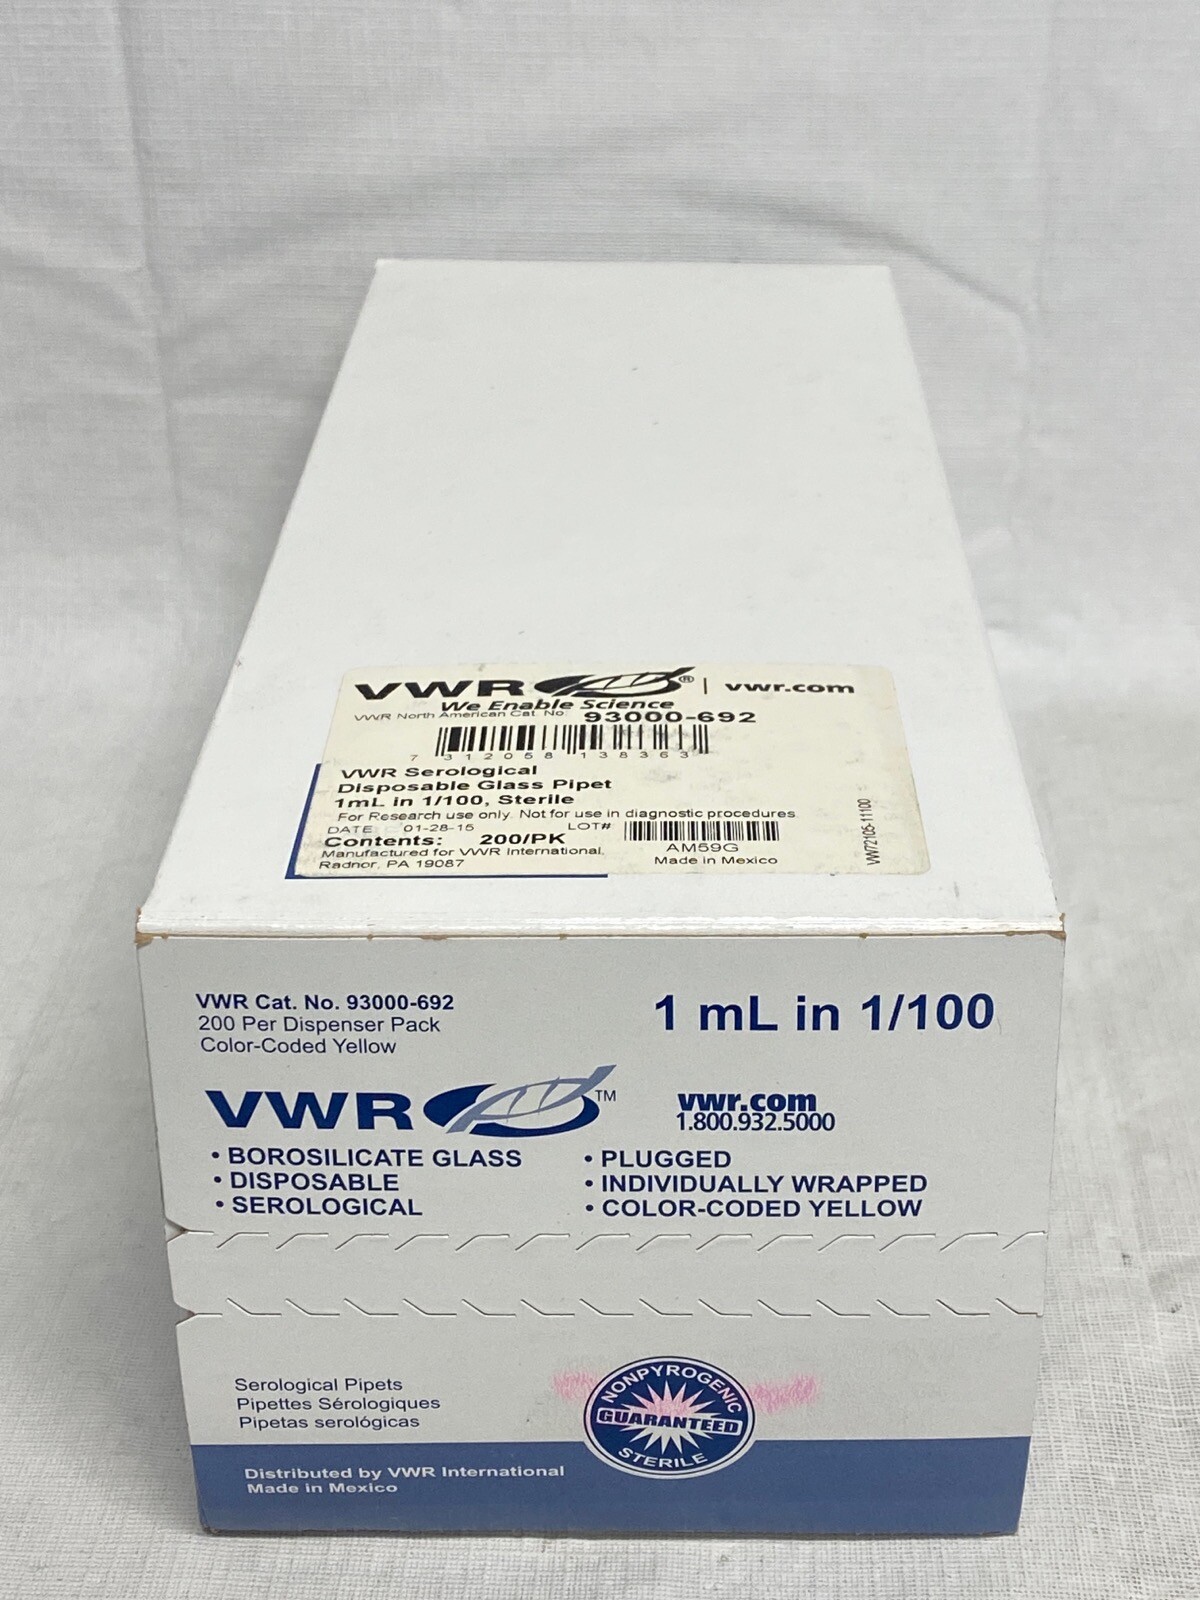 VWR® | vwr.com
We Enable Science
VWR North American Cat. No: 93000-692
7 312058 138363
VWR Serological
Disposable Glass Pipet
1mL in 1/100, Sterile
For Research use only. Not for use in diagnostic procedures
DATE: 01-28-15 LOT#
Contents: 200/PK AM59G
Manufactured for VWR International, Made in Mexico
Radnor, PA 19087
VW72105-11100
VWR Cat. No. 93000-692
200 Per Dispenser Pack
Color-Coded Yellow
1 mL in 1/100
VWR™
vwr.com
1.800.932.5000
• BOROSILICATE GLASS
• DISPOSABLE
• SEROLOGICAL
• PLUGGED
• INDIVIDUALLY WRAPPED
• COLOR-CODED YELLOW
Serological Pipets
Pipettes Sérologiques
Pipetas serológicas
NONPYROGENIC
GUARANTEED
STERILE
Distributed by VWR International
Made in Mexico